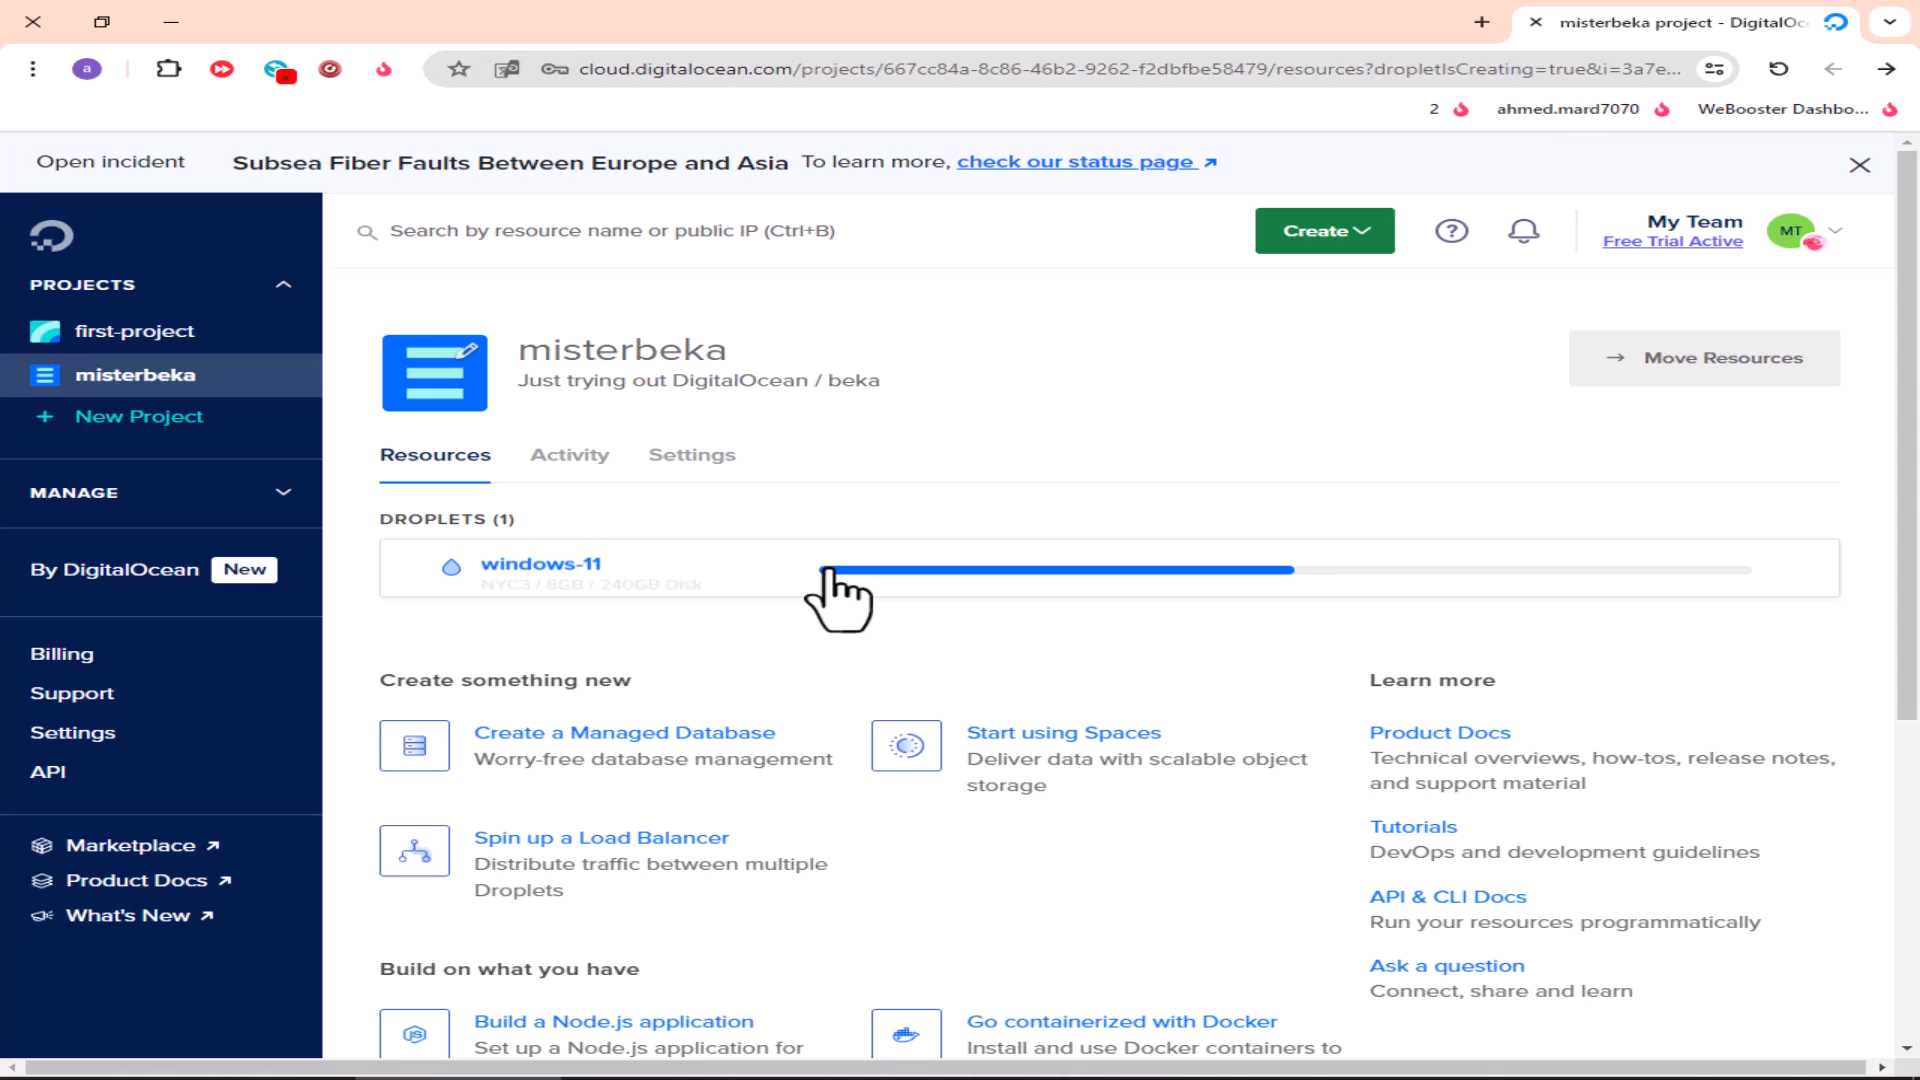 misterbeka project - DigitalOc
a
cloud.digitalocean.com/projects/667cc84a-8c86-46b2-9262-f2dbfbe58479/resources?dropletIsCreating=true&i=3a7e...
2
ahmed.mard7070
WeBooster Dashbo...
Open incident
Subsea Fiber Faults Between Europe and Asia To learn more, check our status page
Search by resource name or public IP (Ctrl+B)
Create
My Team
Free Trial Active
MT
PROJECTS
first-project
misterbeka
New Project
MANAGE
By DigitalOcean New
Billing
Support
Settings
API
Marketplace
Product Docs
What's New
misterbeka
Just trying out DigitalOcean / beka
Move Resources
Resources
Activity
Settings
DROPLETS (1)
windows-11
NYC3 / 8GB / 240GB Disk
Create something new
Create a Managed Database
Worry-free database management
Start using Spaces
Deliver data with scalable object
storage
Spin up a Load Balancer
Distribute traffic between multiple
Droplets
Build on what you have
Build a Node.js application
Set up a Node.js application for
Go containerized with Docker
Install and use Docker containers to
Learn more
Product Docs
Technical overviews, how-tos, release notes,
and support material
Tutorials
DevOps and development guidelines
API & CLI Docs
Run your resources programmatically
Ask a question
Connect, share and learn